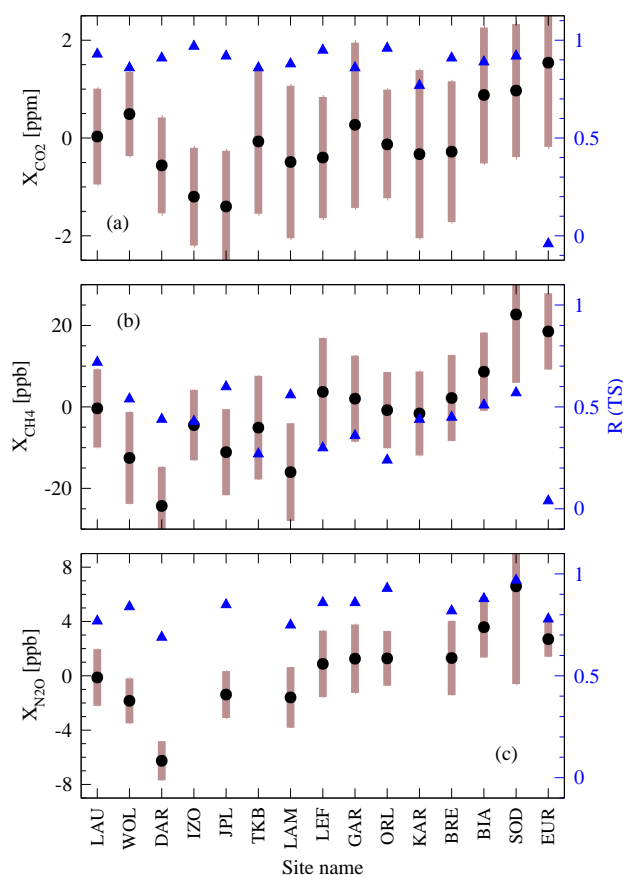 2
0
-2
X_CO2 [ppm]
(a)
1
0.5
0
20
0
-20
X_CH4 [ppb]
(b)
1
0.5
0
R (TS)
8
4
0
-4
-8
X_N2O [ppb]
(c)
1
0.5
0
LAU WOL DAR IZO JPL TKB LAM LEF GAR ORL KAR BRE BIA SOD EUR
Site name